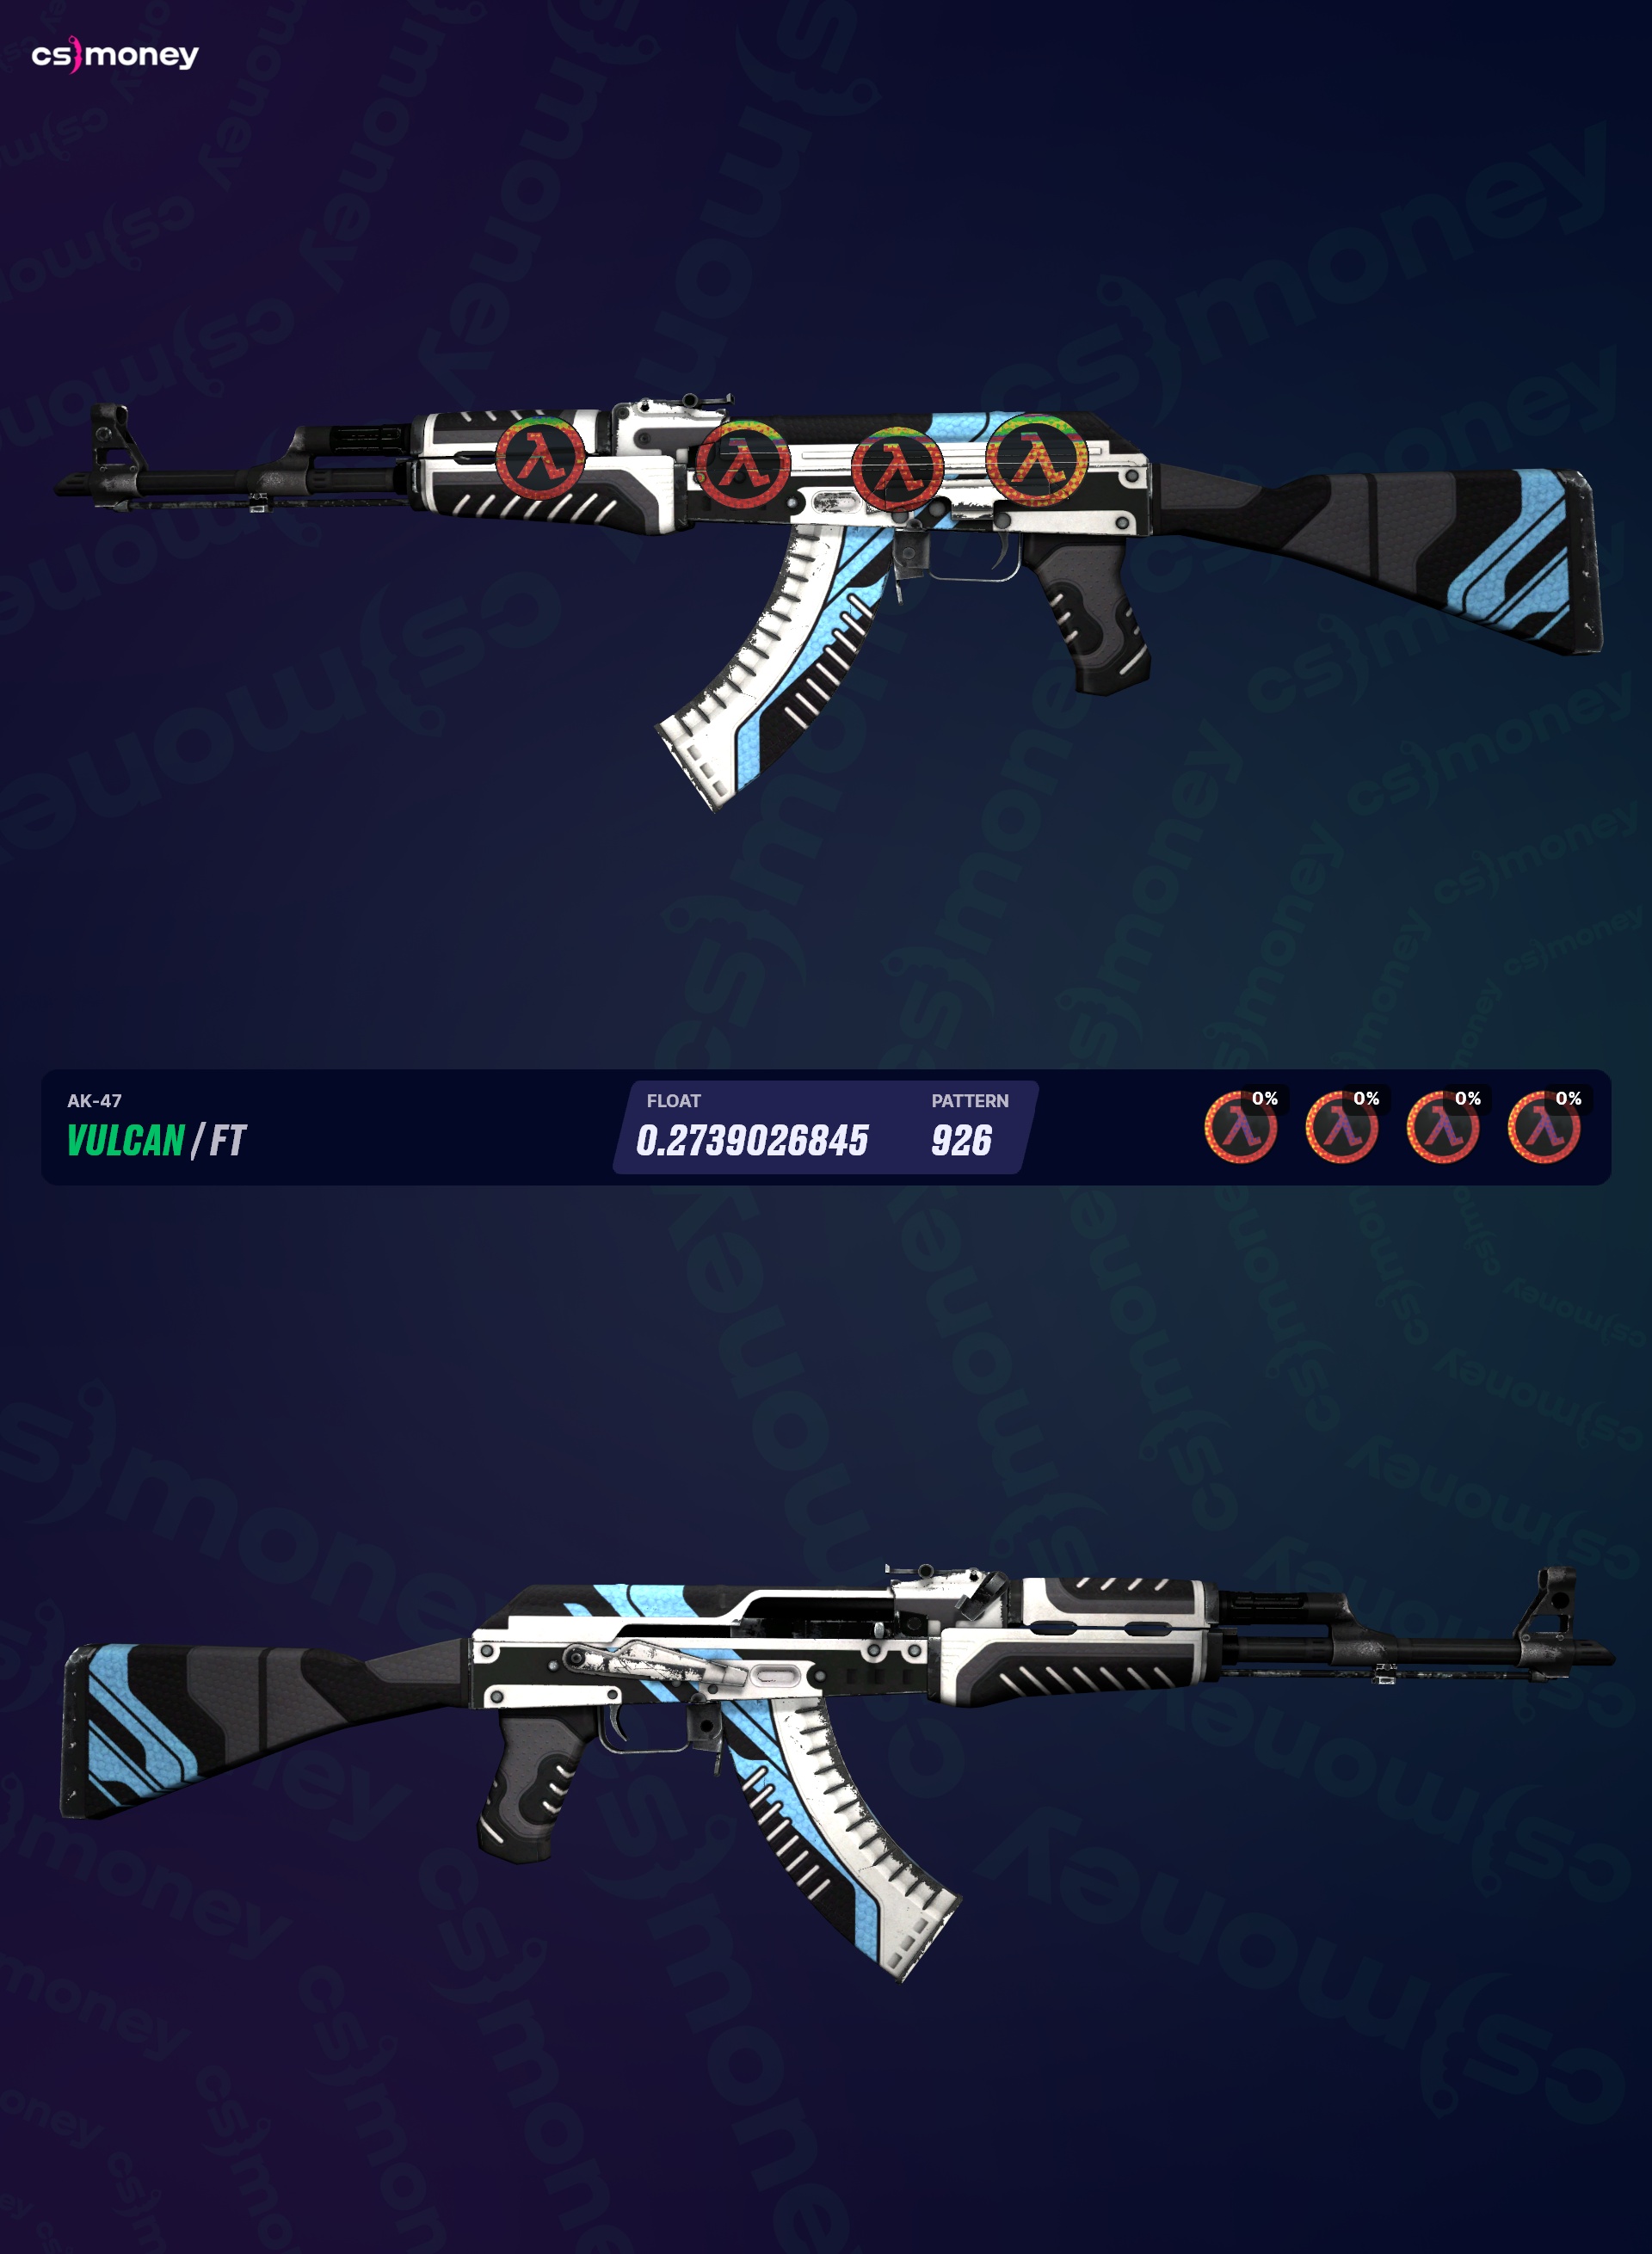 cs}money
AK-47
VULCAN / FT
FLOAT
0.2739026845
PATTERN
926
0%
0%
0%
0%